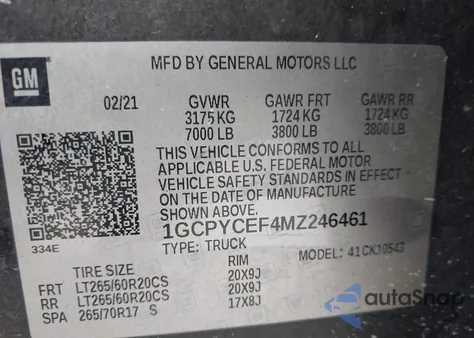 GM
MFD BY GENERAL MOTORS LLC
02/21 GVWR GAWR FRT GAWR RR
3175 KG 1724 KG 1724 KG
7000 LB 3800 LB 3800 LB
THIS VEHICLE CONFORMS TO ALL
APPLICABLE U.S. FEDERAL MOTOR
VEHICLE SAFETY STANDARDS IN EFFECT
ON THE DATE OF MANUFACTURE
SHOWN ABOVE.
1GCPYCEF4MZ246461
334E TYPE: TRUCK MODEL: 41CKJ0543
TIRE SIZE RIM
FRT LT265/60R20CS 20X9J
RR LT265/60R20CS 20X9J
SPA 265/70R17 S 17X8J
autoSnap